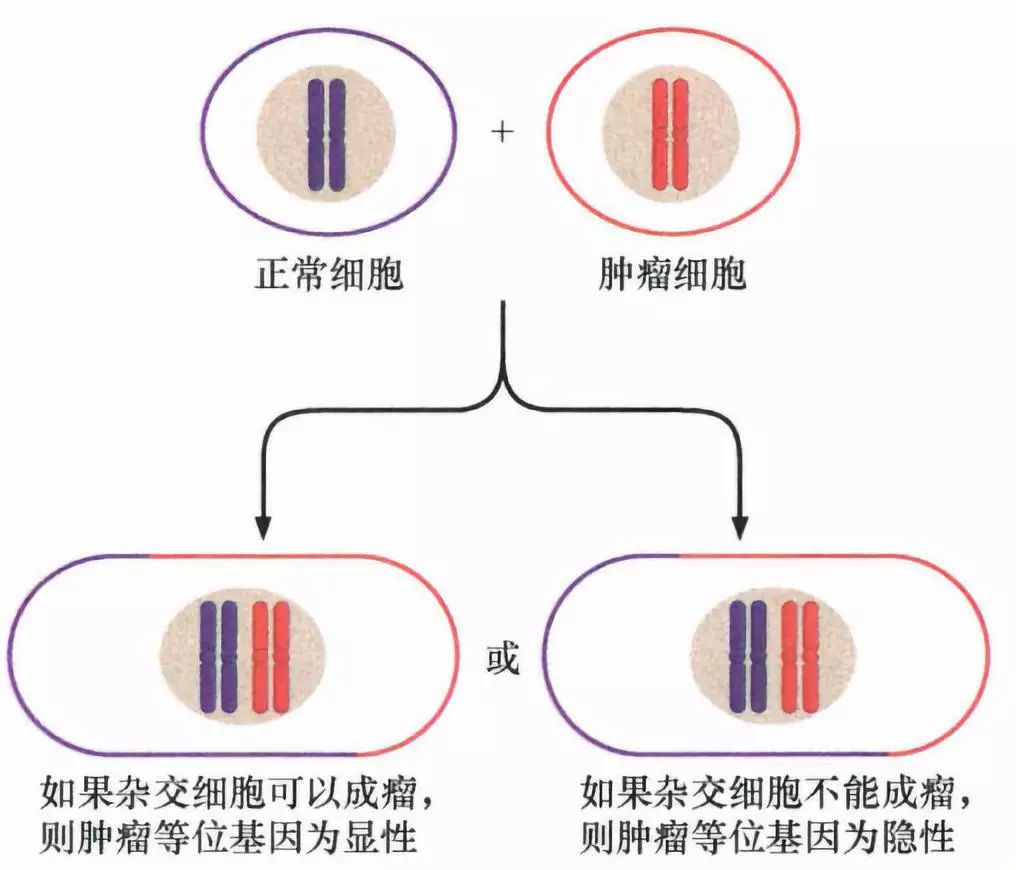 +
正常细胞
肿瘤细胞
或
如果杂交细胞可以成瘤，
则肿瘤等位基因为显性
如果杂交细胞不能成瘤，
则肿瘤等位基因为隐性